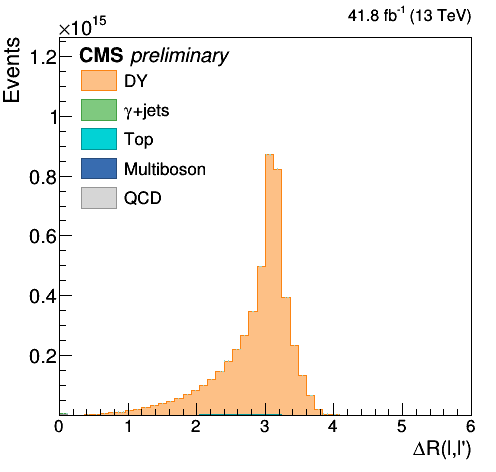 41.8 fb⁻¹ (13 TeV)
×10¹⁵
Events
CMS preliminary
DY
γ+jets
Top
Multiboson
QCD
1.2
1
0.8
0.6
0.4
0.2
0 1 2 3 4 5 6
ΔR(l,l')